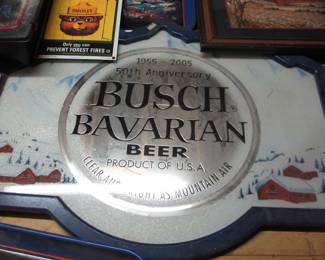 SMOKEY
Only you can
PREVENT FOREST FIRES
1955 - 2005
50th Anniversary
BUSCH
BAVARIAN
BEER
PRODUCT OF U.S.A.
CLEAR AND BRIGHT AS MOUNTAIN AIR